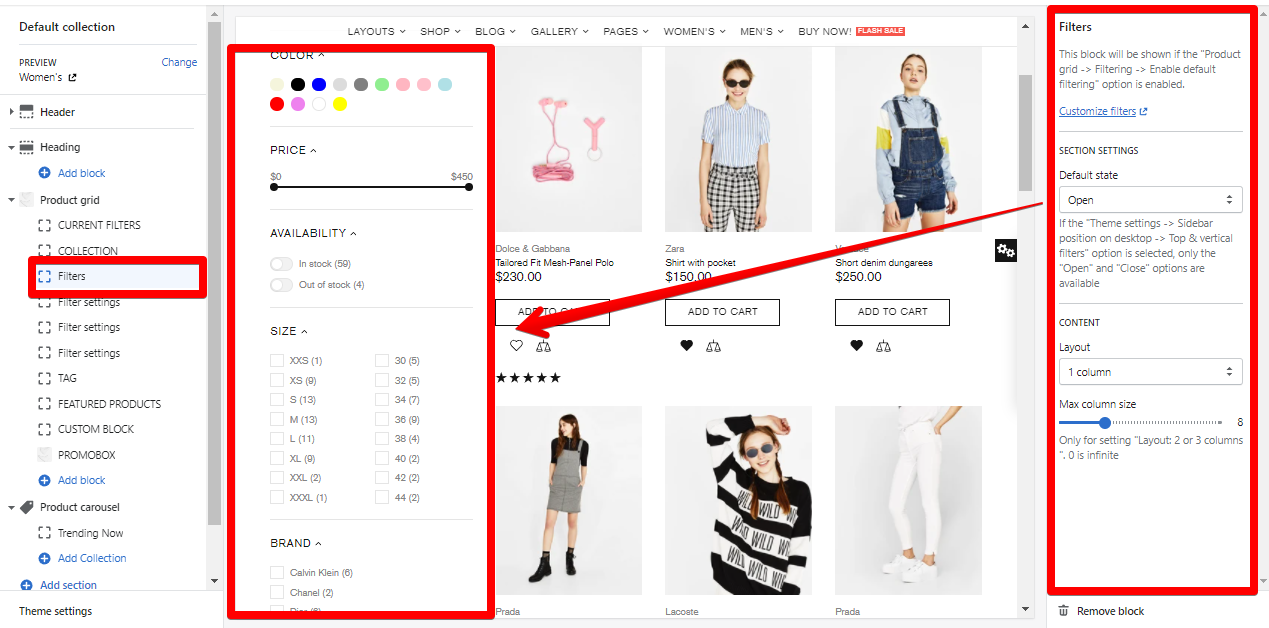 Default collection
PREVIEW
Change
Women's
Header
Heading
Add block
Product grid
CURRENT FILTERS
COLLECTION
Filters
Filter settings
Filter settings
Filter settings
TAG
FEATURED PRODUCTS
CUSTOM BLOCK
PROMOBOX
Add block
Product carousel
Trending Now
Add Collection
Add section
Theme settings
LAYOUTS SHOP BLOG GALLERY PAGES WOMEN'S MEN'S BUY NOW! FLASH SALE
COLOR
PRICE
$0 $450
AVAILABILITY
In stock (59)
Out of stock (4)
SIZE
XXS (1) 30 (5)
XS (9) 32 (5)
S (13) 34 (7)
M (13) 36 (9)
L (11) 38 (4)
XL (9) 40 (2)
XXL (2) 42 (2)
XXXL (1) 44 (2)
BRAND
Calvin Klein (6)
Chanel (2)
Dolce & Gabbana
Tailored Fit Mesh-Panel Polo
$230.00
ADD TO CART
Zara
Shirt with pocket
$150.00
ADD TO CART
Short denim dungarees
$250.00
ADD TO CART
WILD WILD
WILD WILD
Prada
Lacoste
Prada
Filters
This block will be shown if the "Product
grid -> Filtering -> Enable default
filtering" option is enabled.
Customize filters
SECTION SETTINGS
Default state
Open
If the "Theme settings -> Sidebar
position on desktop -> Top & vertical
filters" option is selected, only the
"Open" and "Close" options are
available
CONTENT
Layout
1 column
Max column size
8
Only for setting "Layout: 2 or 3 columns
". 0 is infinite
Remove block